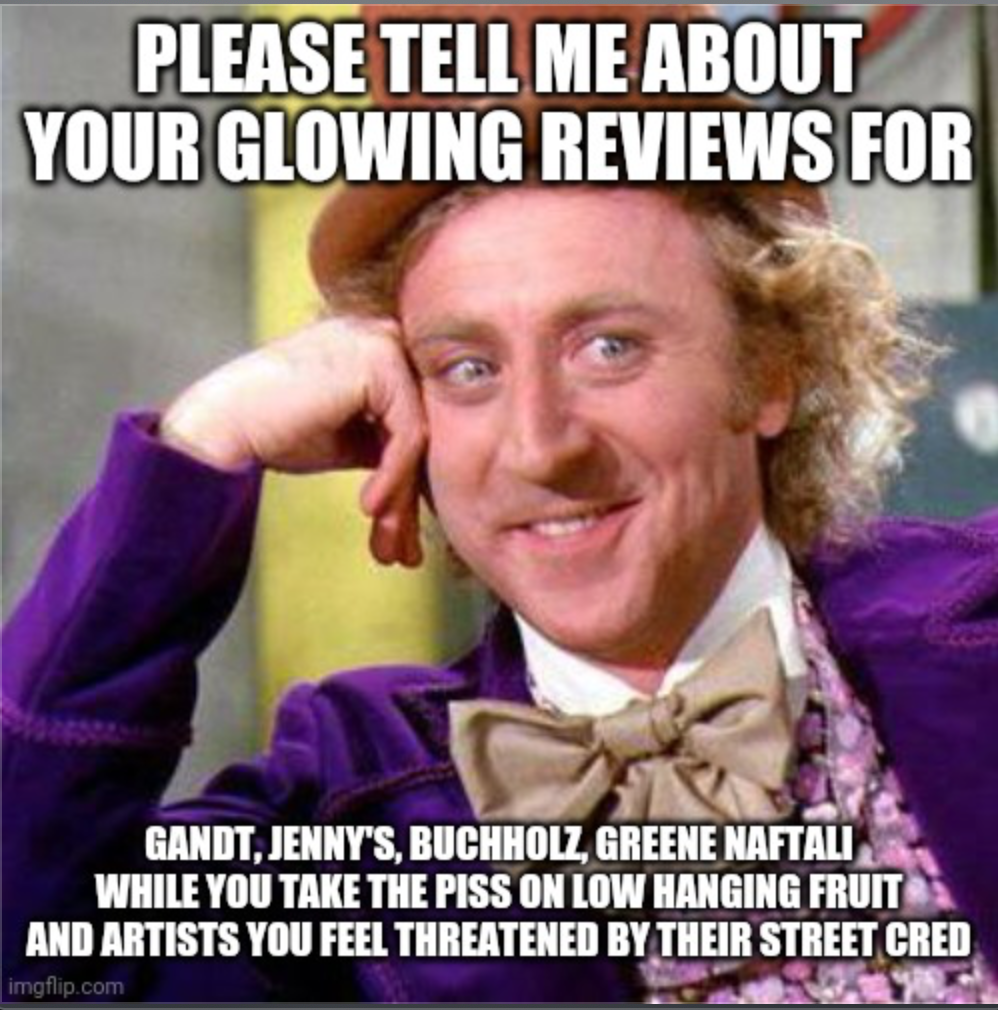 PLEASE TELL ME ABOUT
YOUR GLOWING REVIEWS FOR
GANDT, JENNY'S, BUCHHOLZ, GREENE NAFTALI
WHILE YOU TAKE THE PISS ON LOW HANGING FRUIT
AND ARTISTS YOU FEEL THREATENED BY THEIR STREET CRED
imgflip.com